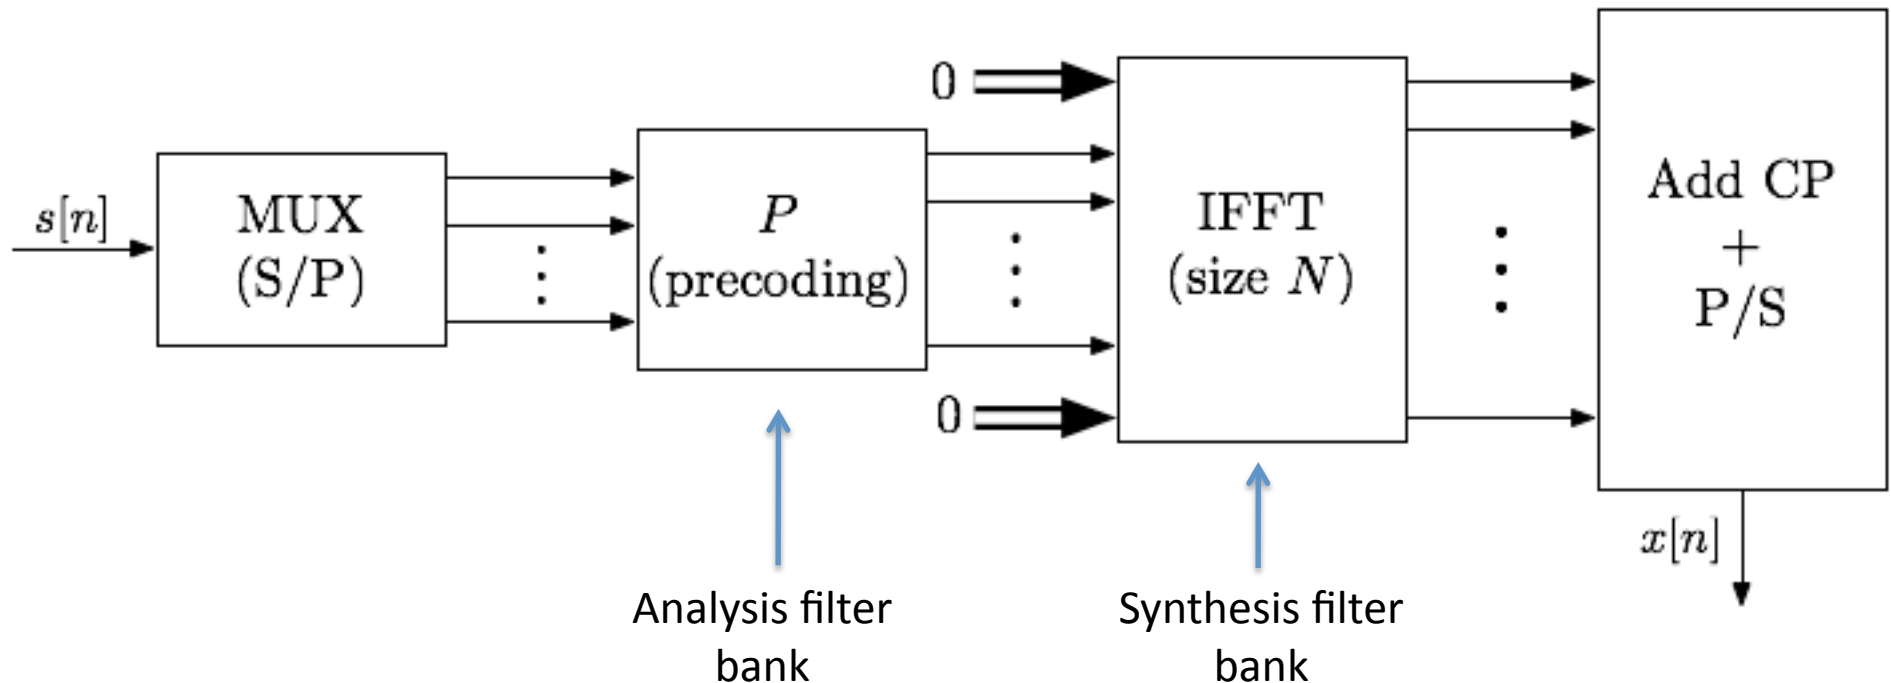 s[n]
MUX
(S/P)
P
(precoding)
0
0
IFFT
(size N)
Add CP
+
P/S
x[n]
Analysis filter
bank
Synthesis filter
bank